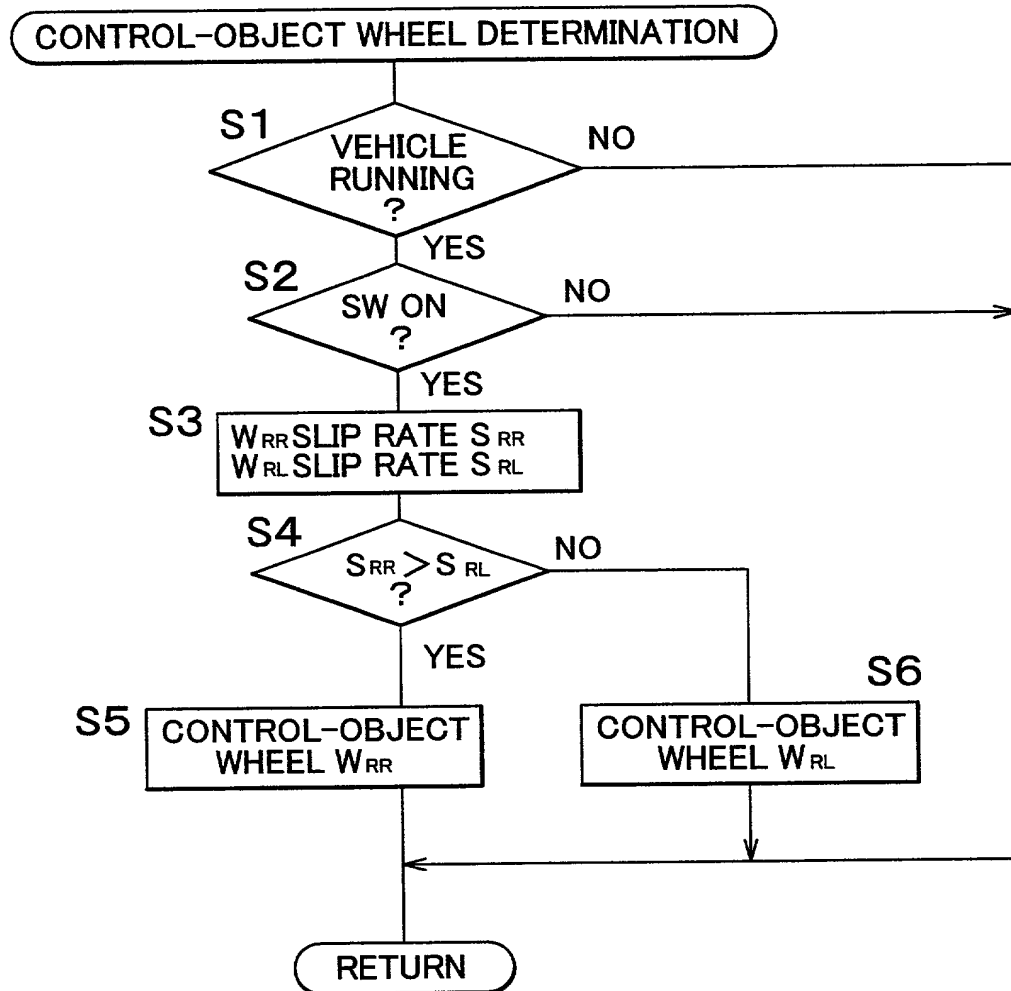 CONTROL-OBJECT WHEEL DETERMINATION
S1
VEHICLE
RUNNING
?
NO
YES
S2
SW ON
?
NO
YES
S3
WRR SLIP RATE SRR
WRL SLIP RATE SRL
S4
SRR > SRL
?
NO
YES
S5
CONTROL-OBJECT
WHEEL WRR
S6
CONTROL-OBJECT
WHEEL WRL
RETURN